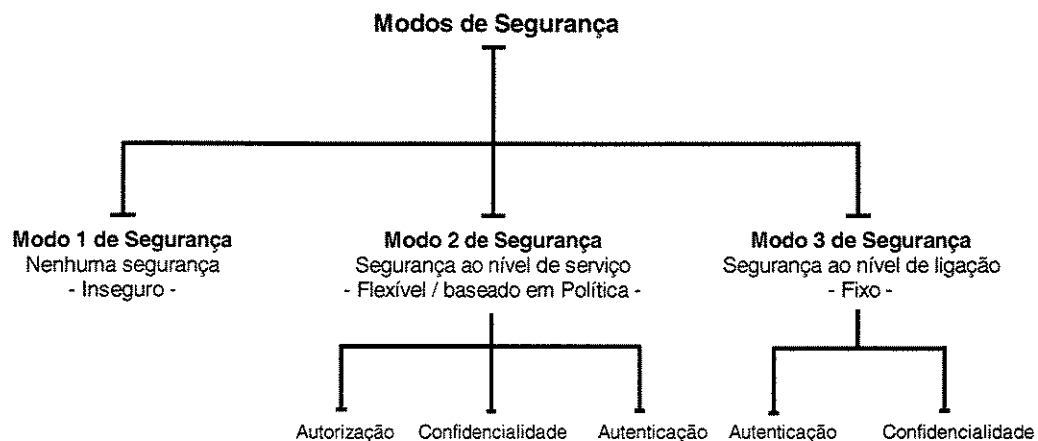 Modos de Segurança
Modo 1 de Segurança
Nenhuma segurança
- Inseguro -
Modo 2 de Segurança
Segurança ao nível de serviço
- Flexível / baseado em Política -
Modo 3 de Segurança
Segurança ao nível de ligação
- Fixo -
Autorização
Confidencialidade
Autenticação
Autenticação
Confidencialidade